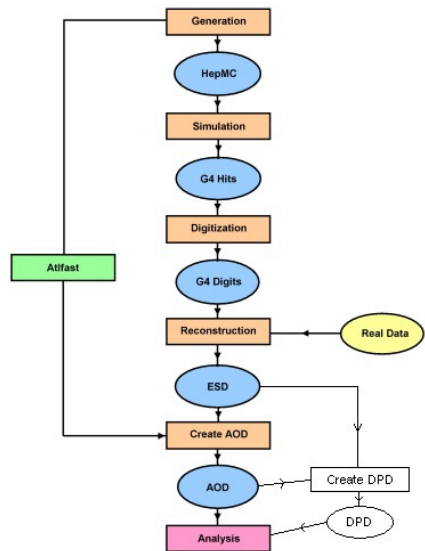 Generation
HepMC
Simulation
G4 Hits
Digitization
Atlfast
G4 Digits
Reconstruction
Real Data
ESD
Create AOD
Create DPD
AOD
DPD
Analysis